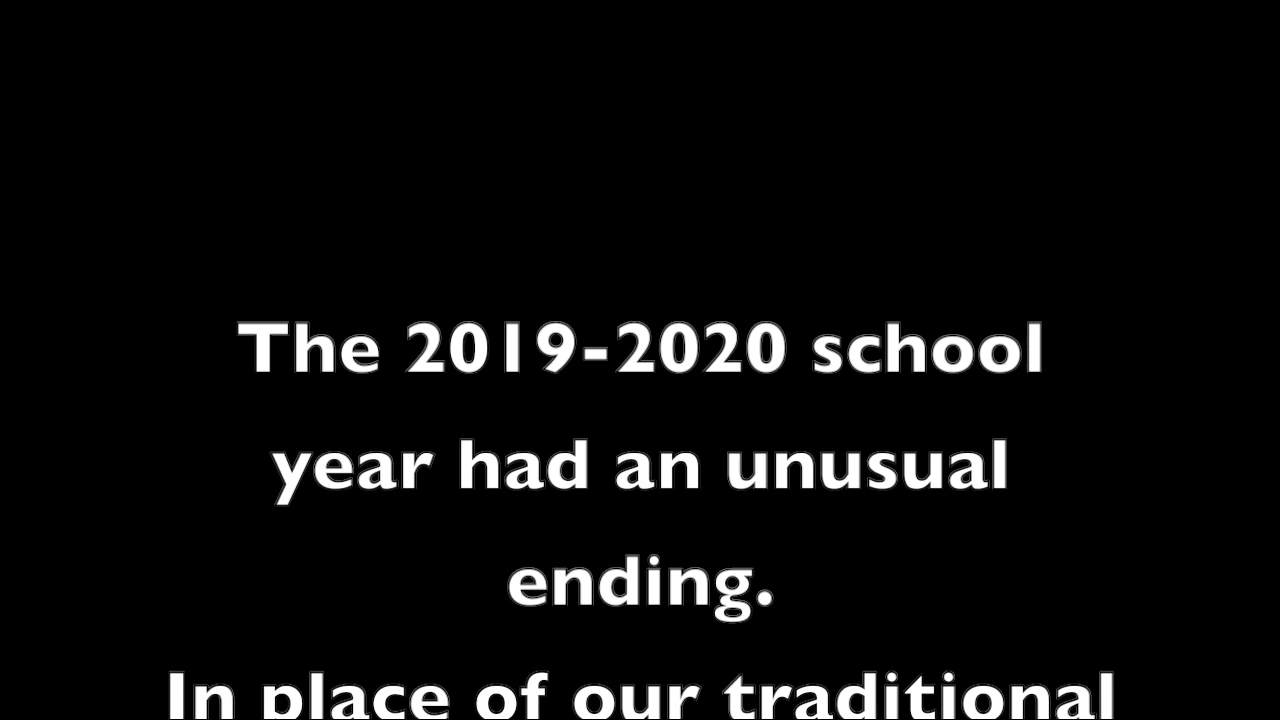 The 2019-2020 school
year had an unusual
ending.
In place of our traditional